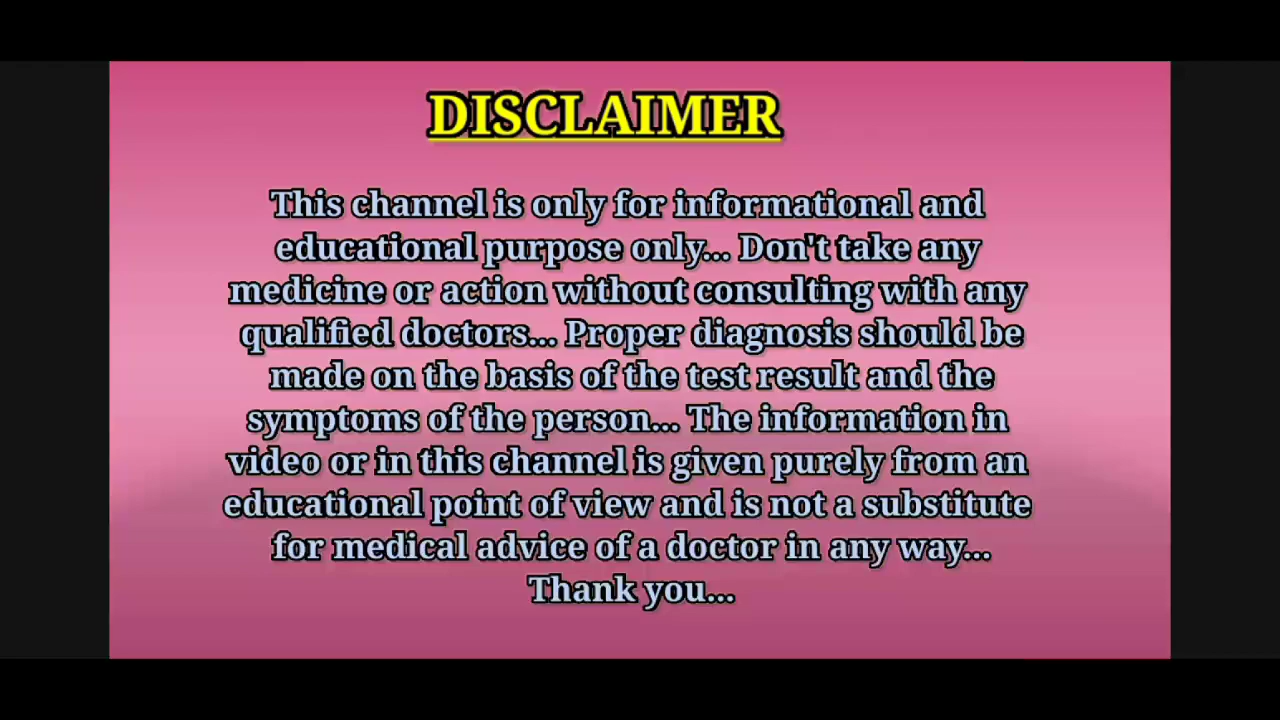 DISCLAIMER
This channel is only for informational and
educational purpose only... Don't take any
medicine or action without consulting with any
qualified doctors... Proper diagnosis should be
made on the basis of the test result and the
symptoms of the person... The information in
video or in this channel is given purely from an
educational point of view and is not a substitute
for medical advice of a doctor in any way...
Thank you...